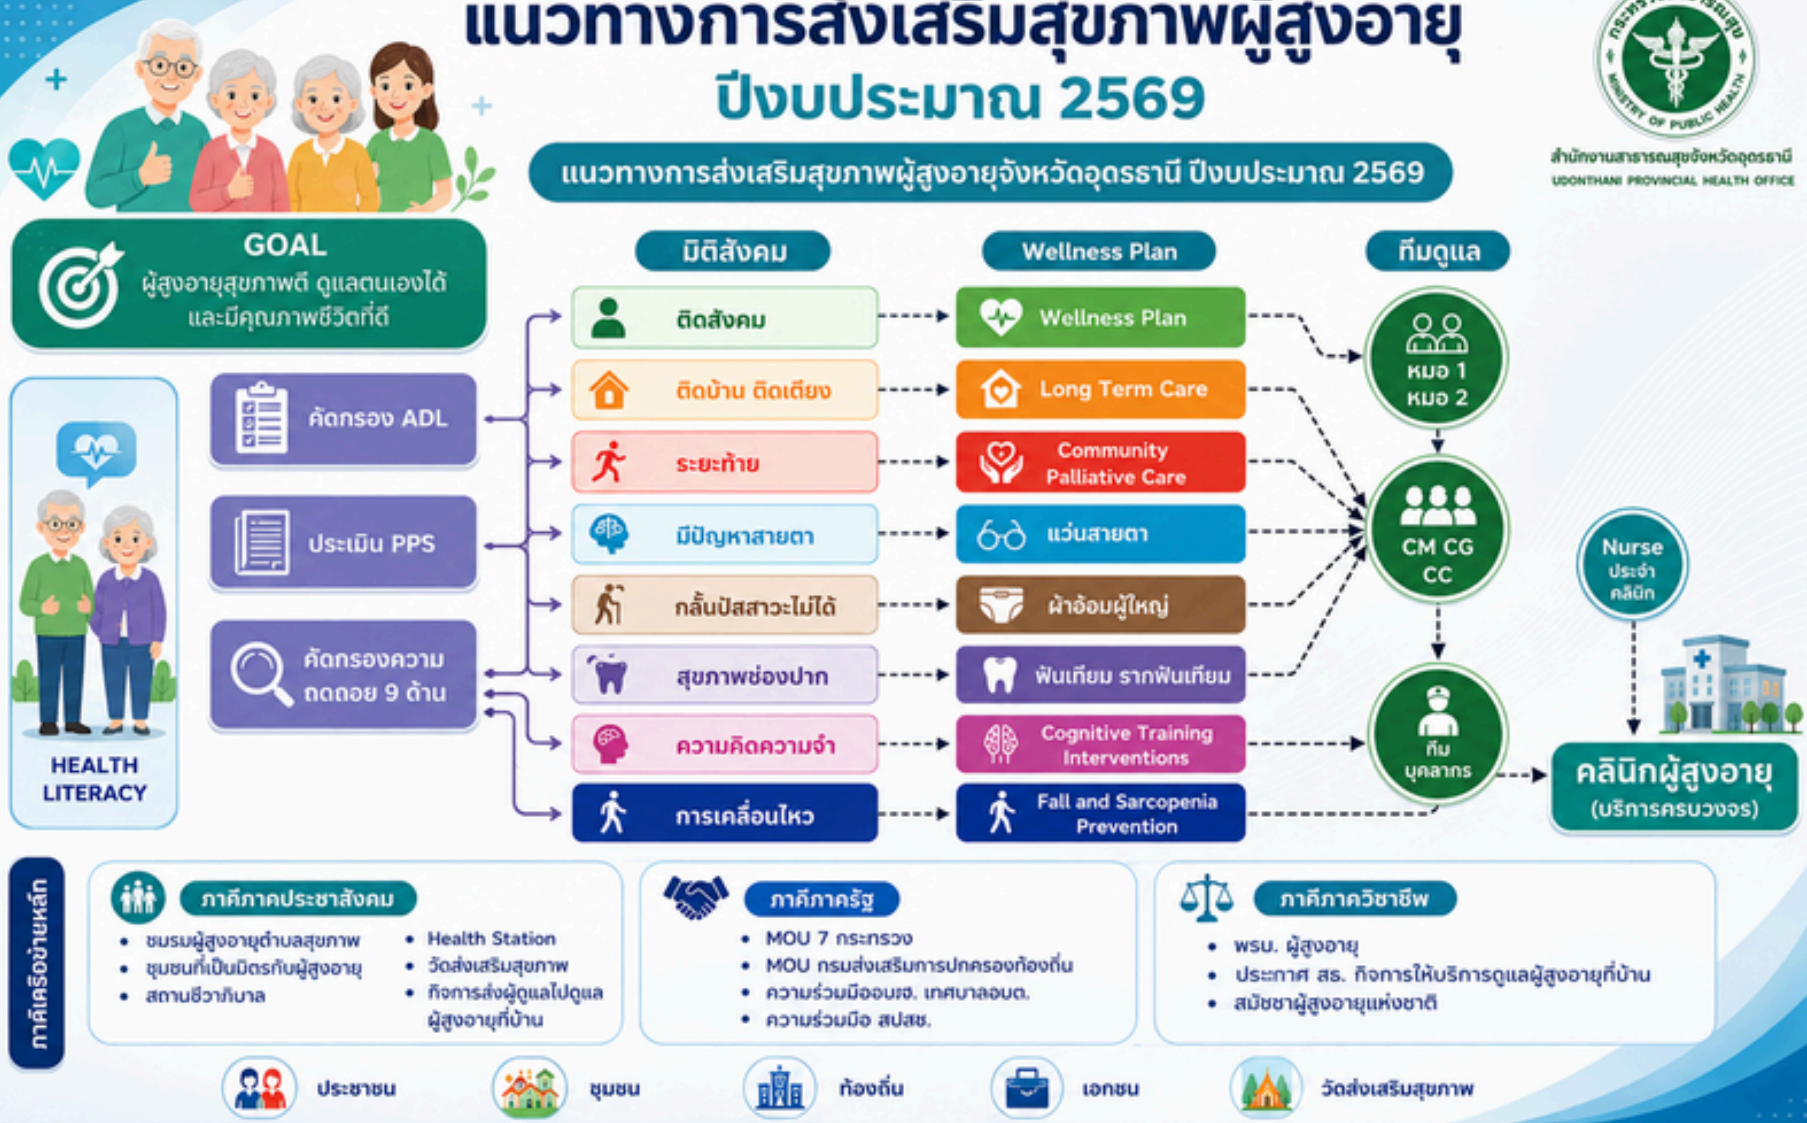 แนวทางการส่งเสริมสุขภาพผู้สูงอายุ
ปีงบประมาณ 2569
แนวทางการส่งเสริมสุขภาพผู้สูงอายุจังหวัดอุดรธานี ปีงบประมาณ 2569
กระทรวงสาธารณสุข
MINISTRY OF PUBLIC HEALTH
สำนักงานสาธารณสุขจังหวัดอุดรธานี
UDONTHANI PROVINCIAL HEALTH OFFICE
GOAL
ผู้สูงอายุสุขภาพดี ดูแลตนเองได้
และมีคุณภาพชีวิตที่ดี
HEALTH
LITERACY
คัดกรอง ADL
ประเมิน PPS
คัดกรองความ
ถดถอย 9 ด้าน
มิติสังคม
ติดสังคม
ติดบ้าน ติดเตียง
ระยะท้าย
มีปัญหาสายตา
กลั้นปัสสาวะไม่ได้
สุขภาพช่องปาก
ความคิดความจำ
การเคลื่อนไหว
Wellness Plan
Wellness Plan
Long Term Care
Community
Palliative Care
แว่นสายตา
ผ้าอ้อมผู้ใหญ่
ฟันเทียม รากฟันเทียม
Cognitive Training
Interventions
Fall and Sarcopenia
Prevention
ทีมดูแล
หมอ 1
หมอ 2
CM CG
CC
ทีม
บุคลากร
Nurse
ประจำ
คลินิก
คลินิกผู้สูงอายุ
(บริการครบวงจร)
ภาคีเครือข่ายหลัก
ภาคีภาคประชาสังคม
• ชมรมผู้สูงอายุตำบลสุขภาพ
• ชุมชนที่เป็นมิตรกับผู้สูงอายุ
• สถานชีวาภิบาล
• Health Station
• วัดส่งเสริมสุขภาพ
• กิจการส่งผู้ดูแลไปดูแล
ผู้สูงอายุที่บ้าน
ภาคีภาครัฐ
• MOU 7 กระทรวง
• MOU กรมส่งเสริมการปกครองท้องถิ่น
• ความร่วมมืออบเจ. เทศบาลอบต.
• ความร่วมมือ สปสช.
ภาคีภาควิชาชีพ
• พรบ. ผู้สูงอายุ
• ประกาศ สธ. กิจการให้บริการดูแลผู้สูงอายุที่บ้าน
• สมัชชาผู้สูงอายุแห่งชาติ
ประชาชน
ชุมชน
ท้องถิ่น
เอกชน
วัดส่งเสริมสุขภาพ